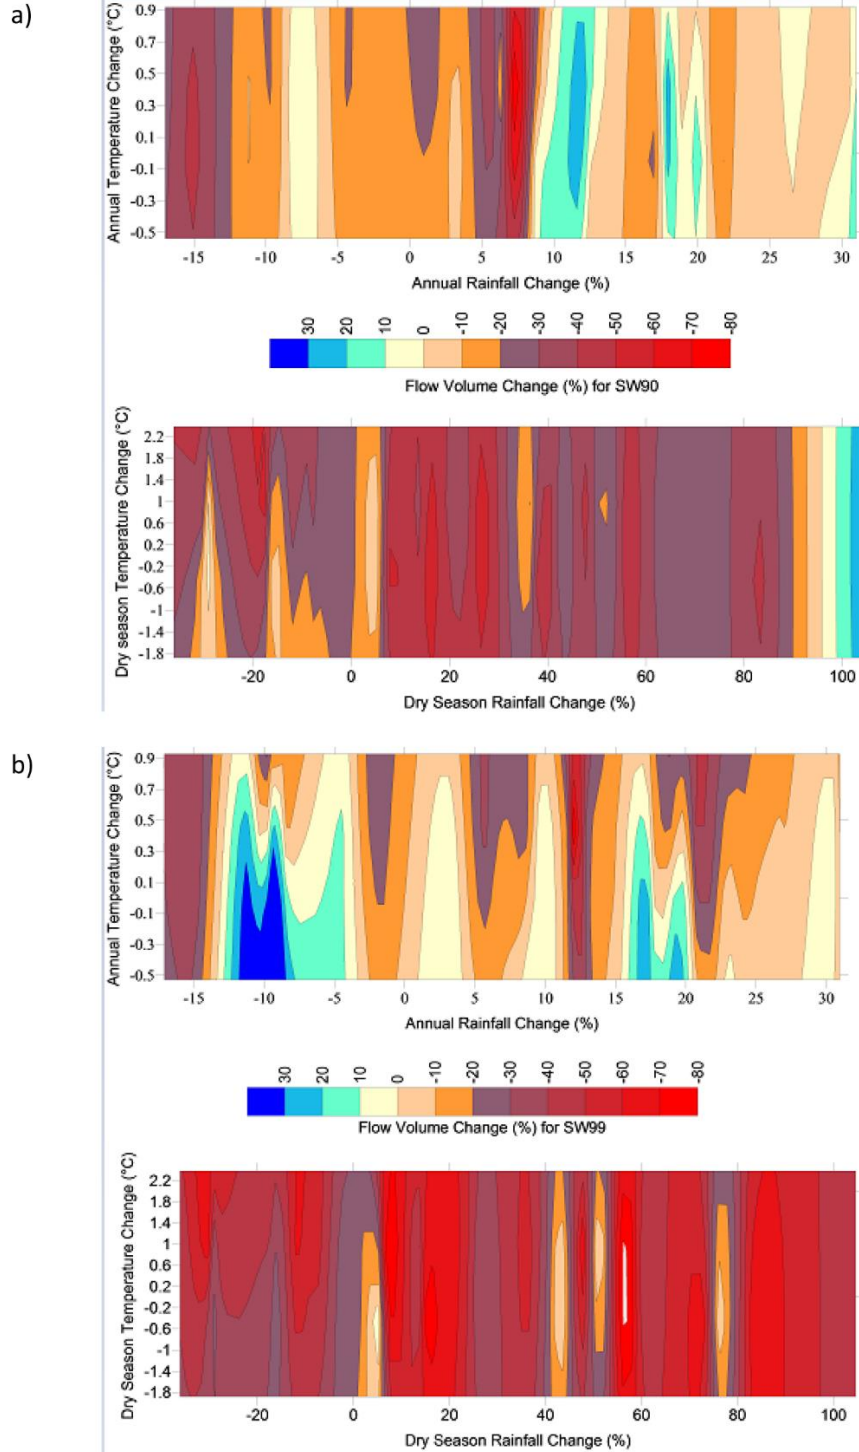 a)
Annual Temperature Change (°C)
0.9
0.7
0.5
0.3
0.1
-0.1
-0.3
-0.5
-15 -10 -5 0 5 10 15 20 25 30
Annual Rainfall Change (%)
30 20 10 0 -10 -20 -30 -40 -50 -60 -70 -80
Flow Volume Change (%) for SW90
Dry season Temperature Change (°C)
2.2
1.8
1.4
1
0.6
0.2
-0.2
-0.6
-1
-1.4
-1.8
-20 0 20 40 60 80 100
Dry Season Rainfall Change (%)
b)
Annual Temperature Change (°C)
0.9
0.7
0.5
0.3
0.1
-0.1
-0.3
-0.5
-15 -10 -5 0 5 10 15 20 25 30
Annual Rainfall Change (%)
30 20 10 0 -10 -20 -30 -40 -50 -60 -70 -80
Flow Volume Change (%) for SW99
Dry Season Temperature Change (°C)
2.2
1.8
1.4
1
0.6
0.2
-0.2
-0.6
-1
-1.4
-1.8
-20 0 20 40 60 80 100
Dry Season Rainfall Change (%)